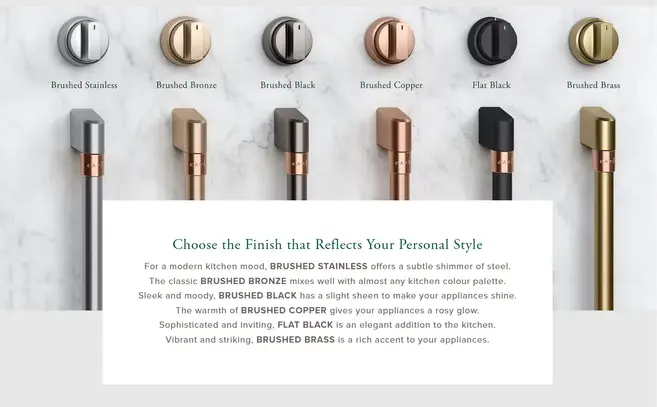 Brushed Stainless
Brushed Bronze
Brushed Black
Brushed Copper
Flat Black
Brushed Brass
Choose the Finish that Reflects Your Personal Style
For a modern kitchen mood, BRUSHED STAINLESS offers a subtle shimmer of steel.
The classic BRUSHED BRONZE mixes well with almost any kitchen colour palette.
Sleek and moody, BRUSHED BLACK has a slight sheen to make your appliances shine.
The warmth of BRUSHED COPPER gives your appliances a rosy glow.
Sophisticated and inviting, FLAT BLACK is an elegant addition to the kitchen.
Vibrant and striking, BRUSHED BRASS is a rich accent to your appliances.